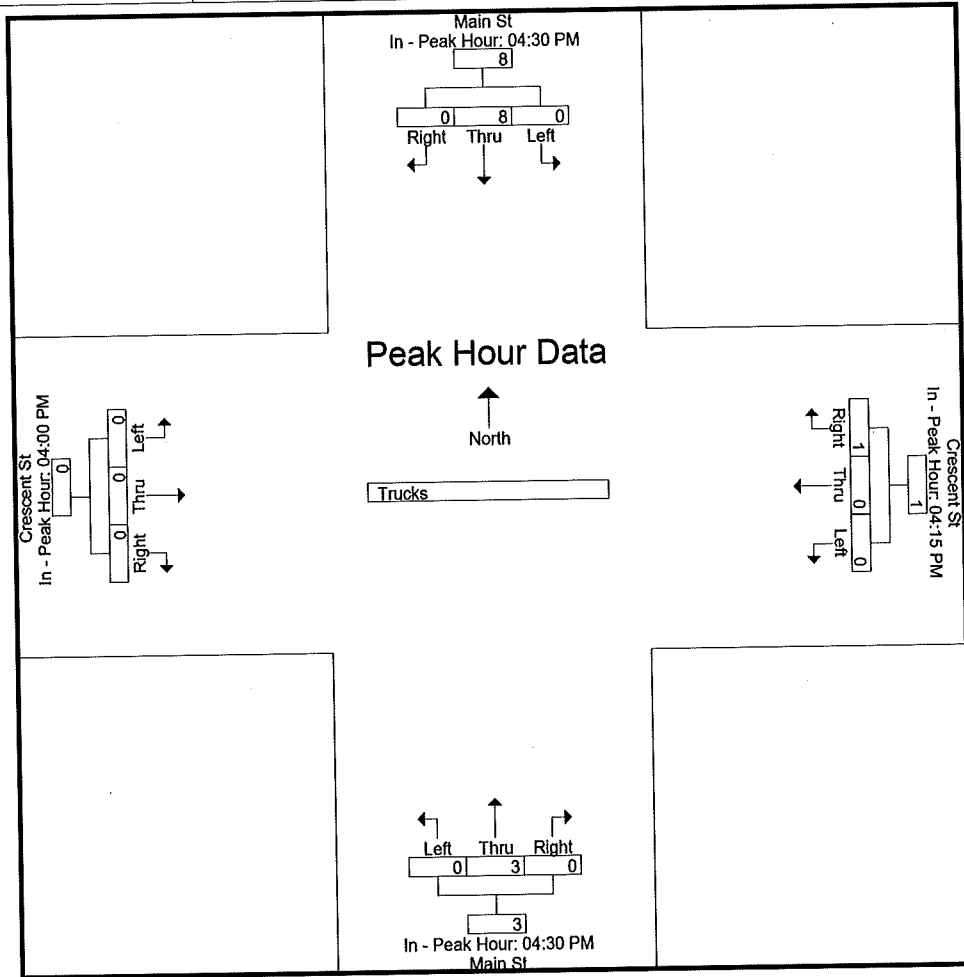 Main St
In - Peak Hour: 04:30 PM
8
0 8 0
Right Thru Left
Peak Hour Data
North
Trucks
Crescent St
In - Peak Hour: 04:00 PM
0
0 0 0
Left Thru Right
Crescent St
In - Peak Hour: 04:15 PM
1
1 0 0
Right Thru Left
Left Thru Right
0 3 0
3
In - Peak Hour: 04:30 PM
Main St